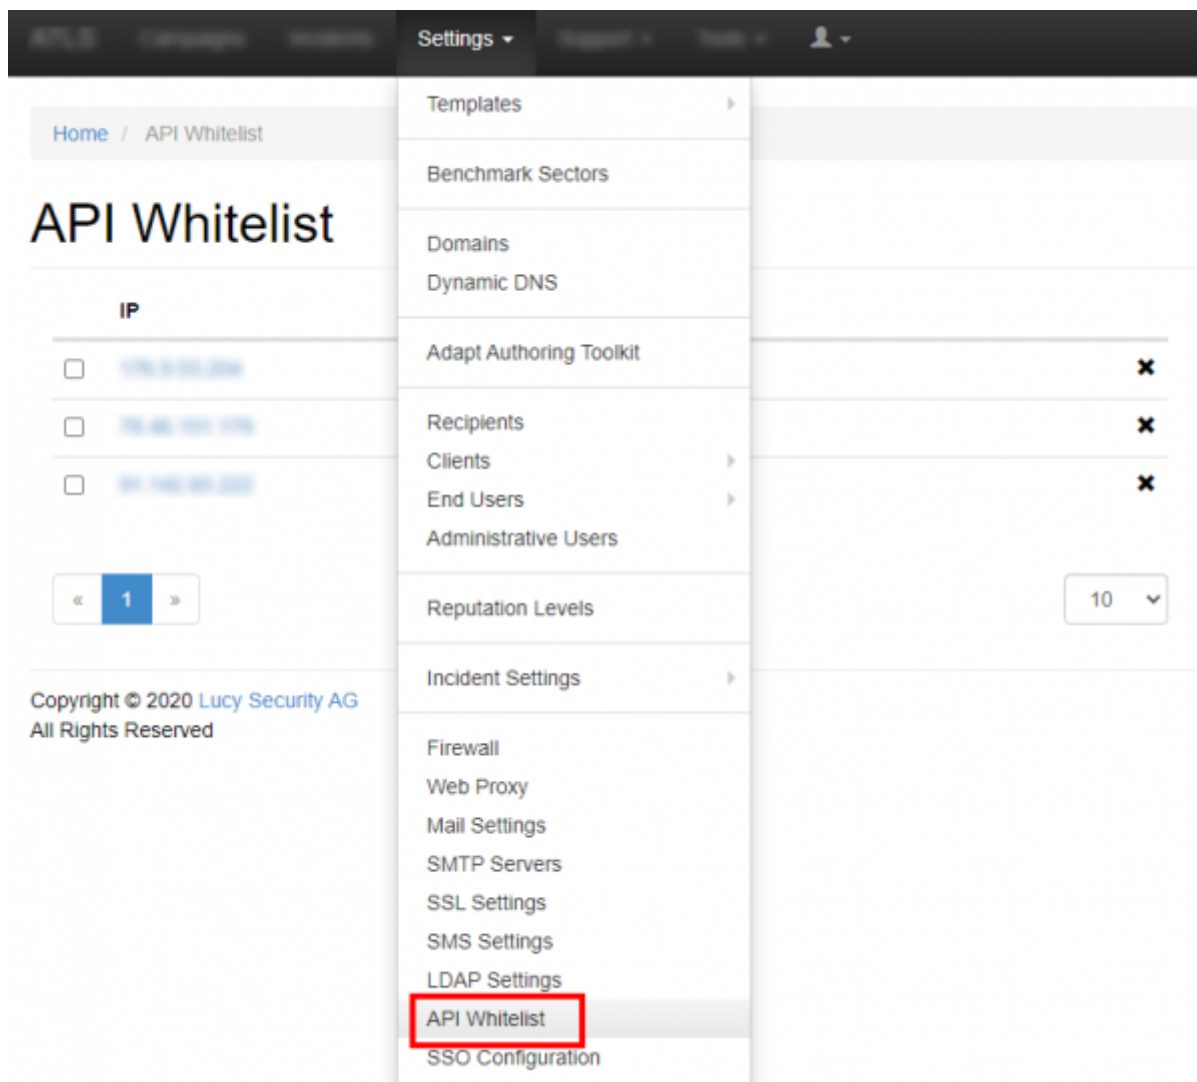 Settings
Templates
Home / API Whitelist
Benchmark Sectors
API Whitelist
Domains
Dynamic DNS
IP
Adapt Authoring Toolkit
Recipients
Clients
End Users
Administrative Users
« 1 »
10
Reputation Levels
Incident Settings
Copyright © 2020 Lucy Security AG
All Rights Reserved
Firewall
Web Proxy
Mail Settings
SMTP Servers
SSL Settings
SMS Settings
LDAP Settings
API Whitelist
SSO Configuration